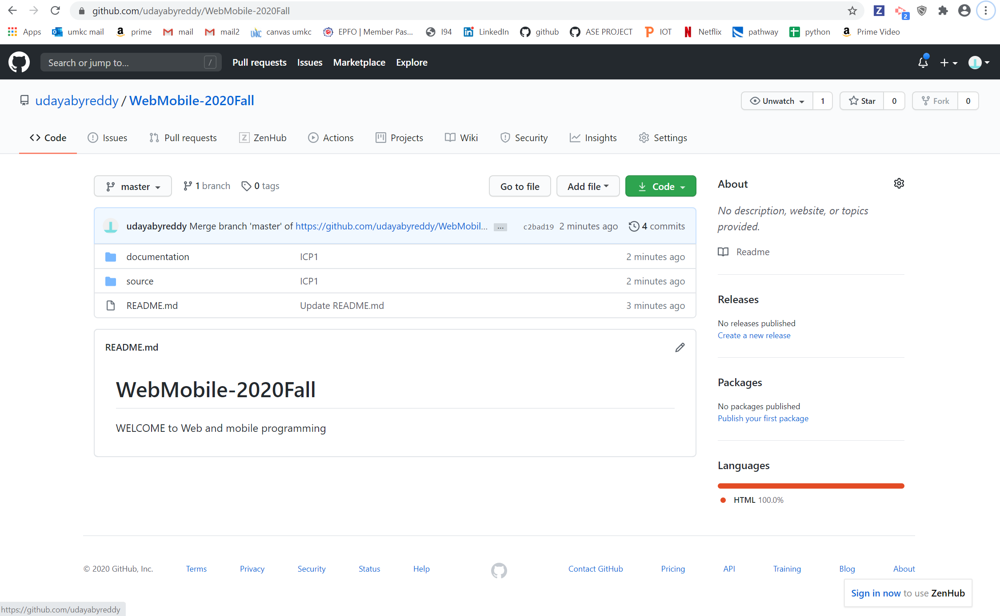 github.com/udayabyreddy/WebMobile-2020Fall
2
Apps umkc mail prime mail mail2 canvas umkc EPFO | Member Pas... I94 LinkedIn github ASE PROJECT IOT Netflix pathway python Prime Video
Search or jump to... / Pull requests Issues Marketplace Explore
udayabyreddy / WebMobile-2020Fall Unwatch 1 Star 0 Fork 0
Code Issues Pull requests ZenHub Actions Projects Wiki Security Insights Settings
master 1 branch 0 tags Go to file Add file Code
udayabyreddy Merge branch 'master' of https://github.com/udayabyreddy/WebMobil... ... c2bad19 2 minutes ago 4 commits
documentation ICP1 2 minutes ago
source ICP1 2 minutes ago
README.md Update README.md 3 minutes ago
README.md
WebMobile-2020Fall
WELCOME to Web and mobile programming
About
No description, website, or topics
provided.
Readme
Releases
No releases published
Create a new release
Packages
No packages published
Publish your first package
Languages
HTML 100.0%
© 2020 GitHub, Inc. Terms Privacy Security Status Help Contact GitHub Pricing API Training Blog About
Sign in now to use ZenHub
https://github.com/udayabyreddy